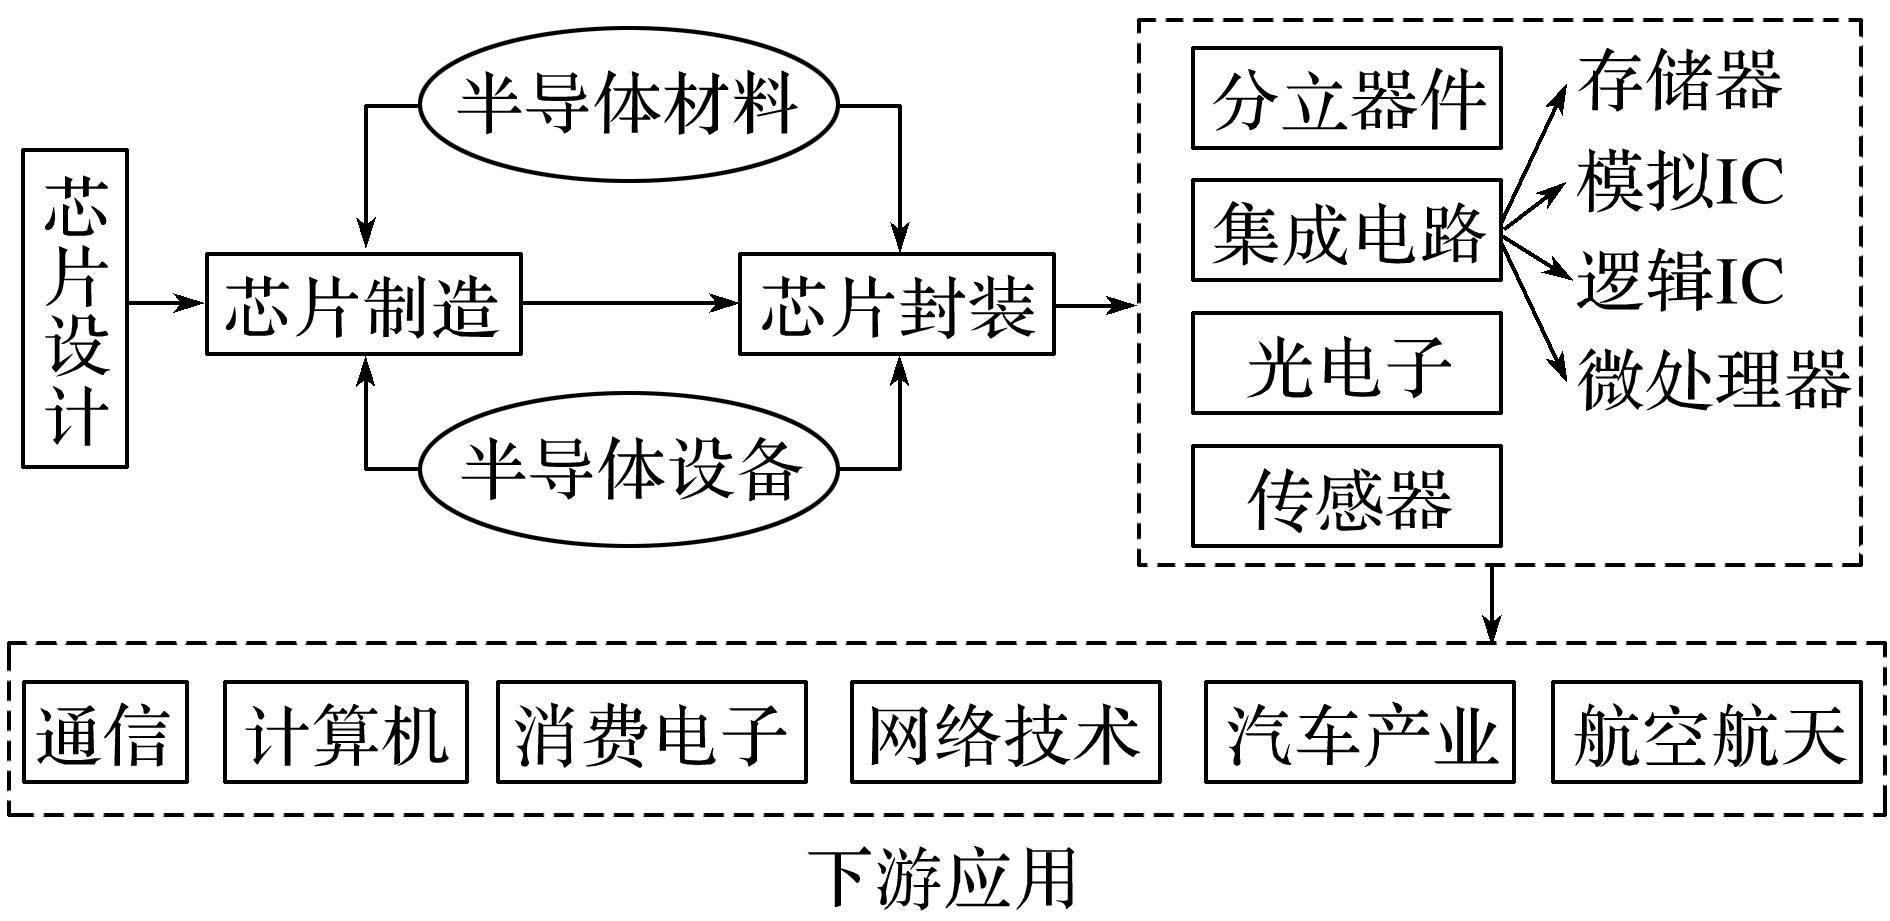 半导体材料
芯片设计
芯片制造
芯片封装
半导体设备
分立器件
集成电路
光电子
传感器
存储器
模拟IC
逻辑IC
微处理器
通信
计算机
消费电子
网络技术
汽车产业
航空航天
下游应用